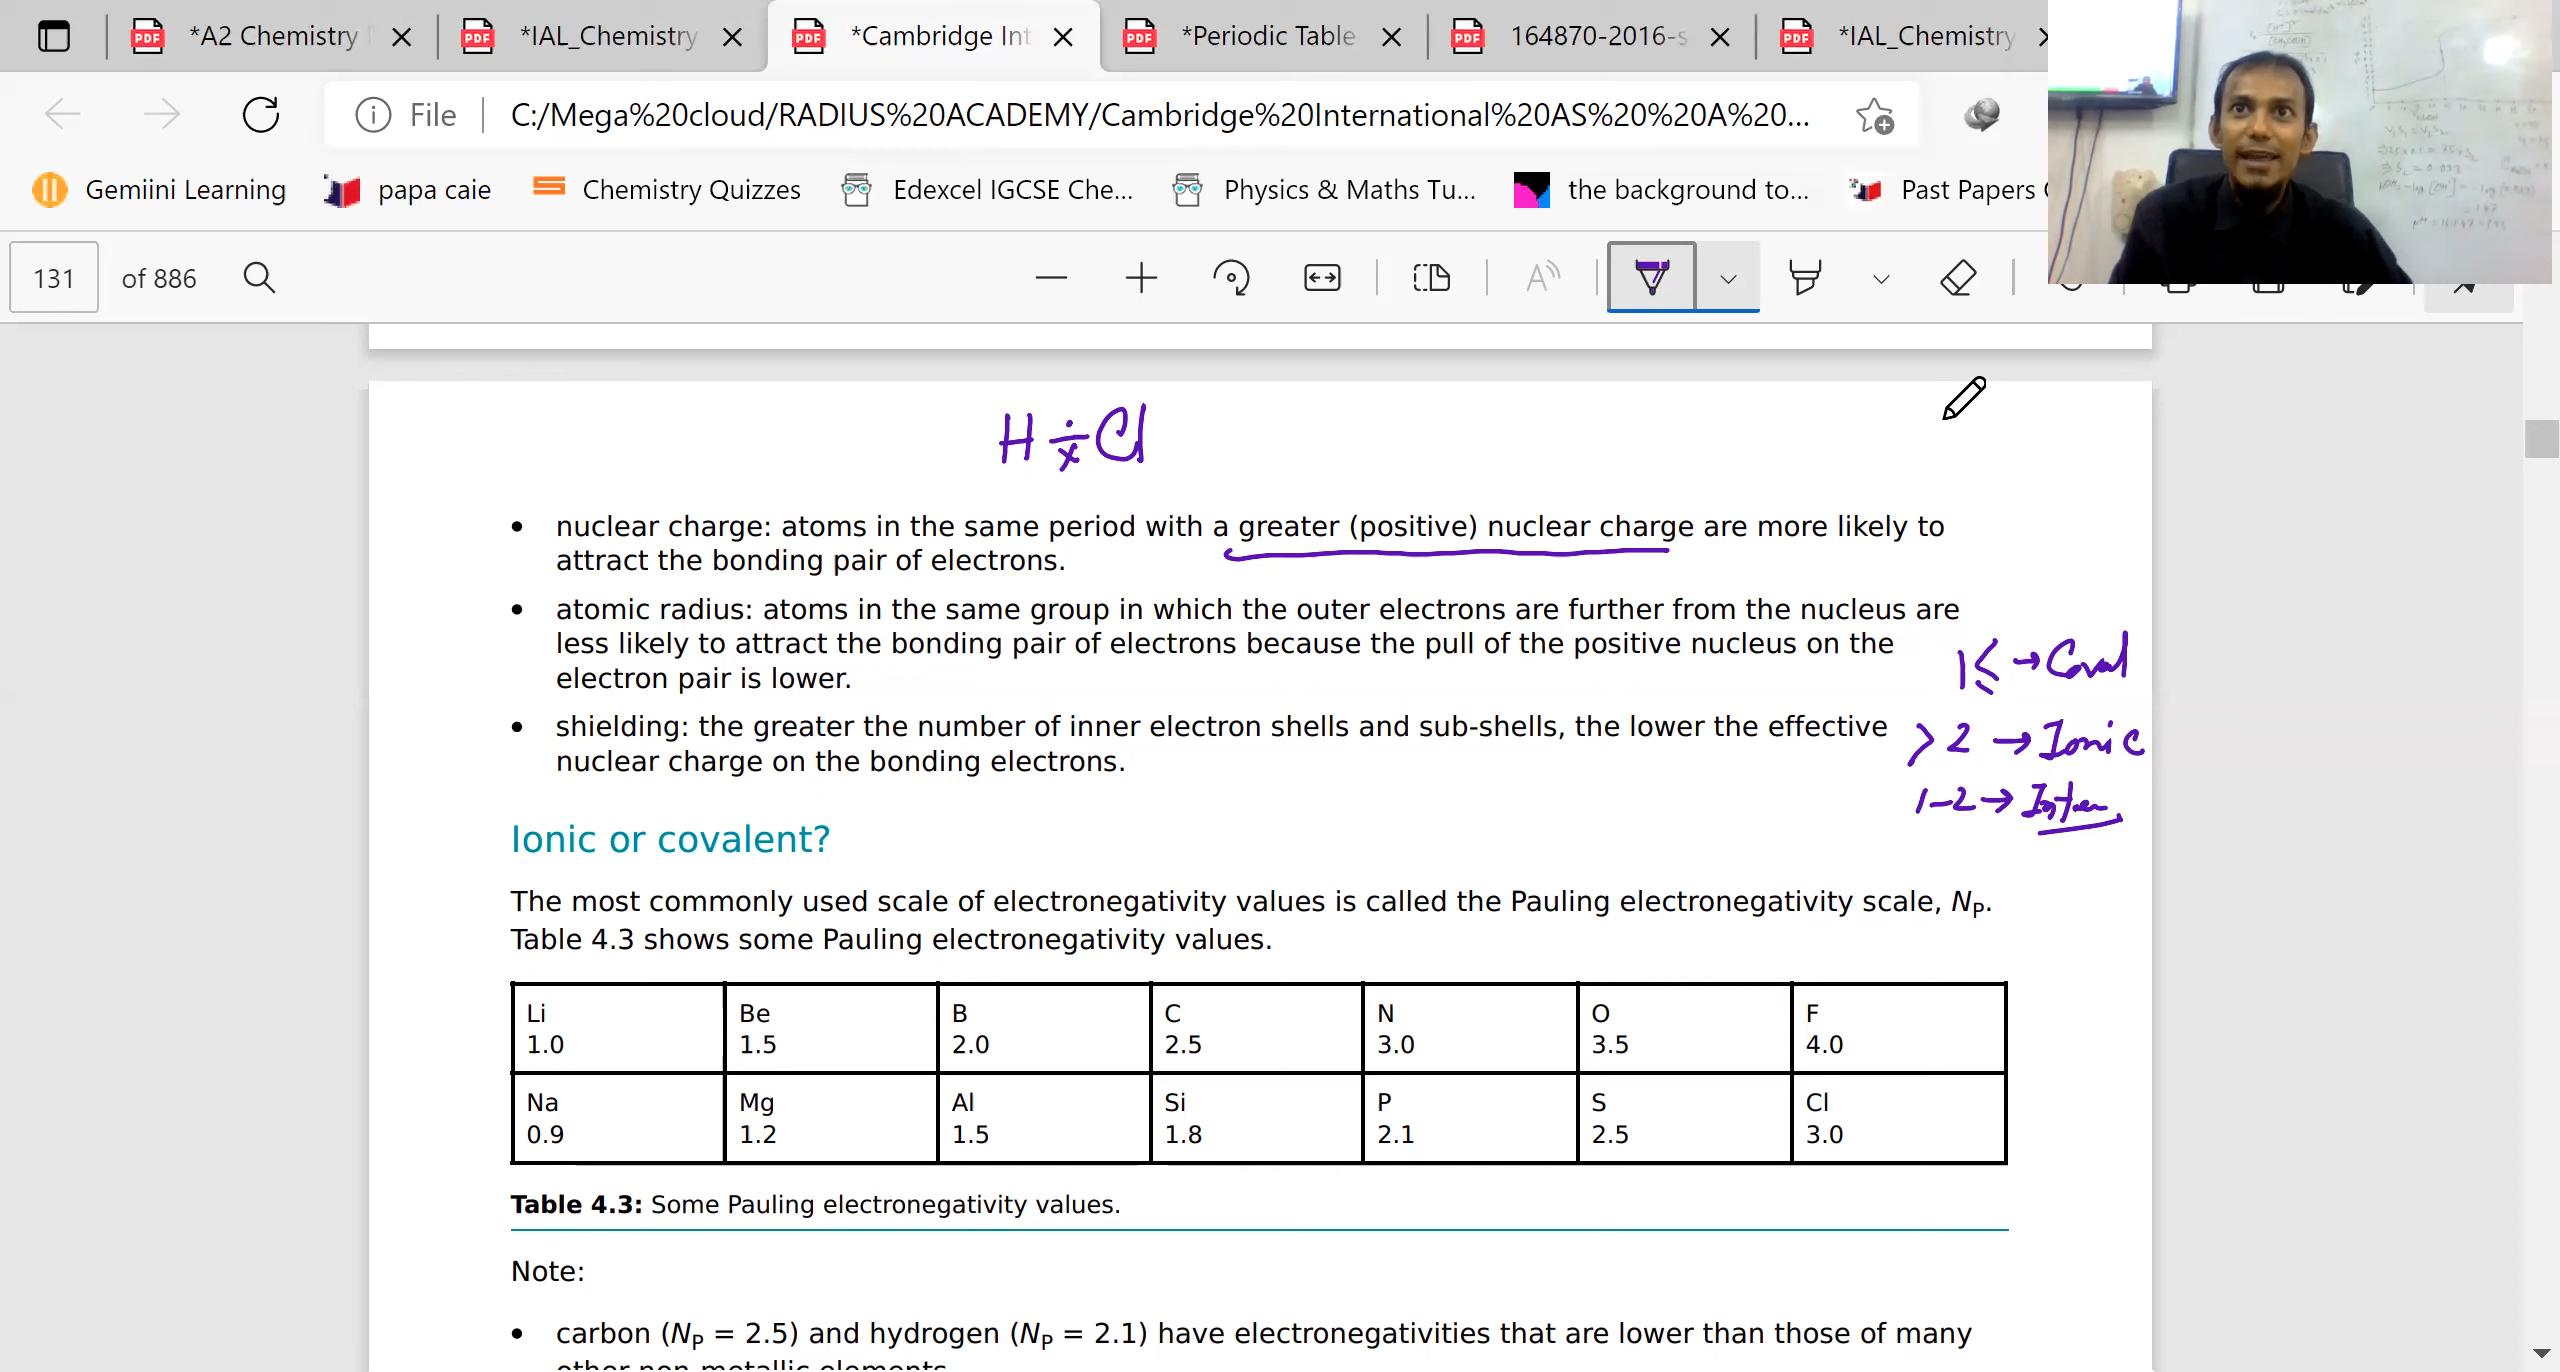 *A2 Chemistry
*IAL_Chemistry
*Cambridge Int
*Periodic Table
164870-2016-s
*IAL_Chemistry
File
C:/Mega%20cloud/RADIUS%20ACADEMY/Cambridge%20International%20AS%20%20A%20...
Gemiini Learning
papa caie
Chemistry Quizzes
Edexcel IGCSE Che...
Physics & Maths Tu...
the background to...
Past Papers
131 of 886
H ∸x Cl
• nuclear charge: atoms in the same period with a greater (positive) nuclear charge are more likely to
attract the bonding pair of electrons.
• atomic radius: atoms in the same group in which the outer electrons are further from the nucleus are
less likely to attract the bonding pair of electrons because the pull of the positive nucleus on the
electron pair is lower.
1≤ → Coval
• shielding: the greater the number of inner electron shells and sub-shells, the lower the effective
nuclear charge on the bonding electrons.
> 2 → Ionic
1-2 → Inter
Ionic or covalent?
The most commonly used scale of electronegativity values is called the Pauling electronegativity scale, NP.
Table 4.3 shows some Pauling electronegativity values.
Li Be B C N O F
1.0 1.5 2.0 2.5 3.0 3.5 4.0
Na Mg Al Si P S Cl
0.9 1.2 1.5 1.8 2.1 2.5 3.0
Table 4.3: Some Pauling electronegativity values.
Note:
• carbon (NP = 2.5) and hydrogen (NP = 2.1) have electronegativities that are lower than those of many